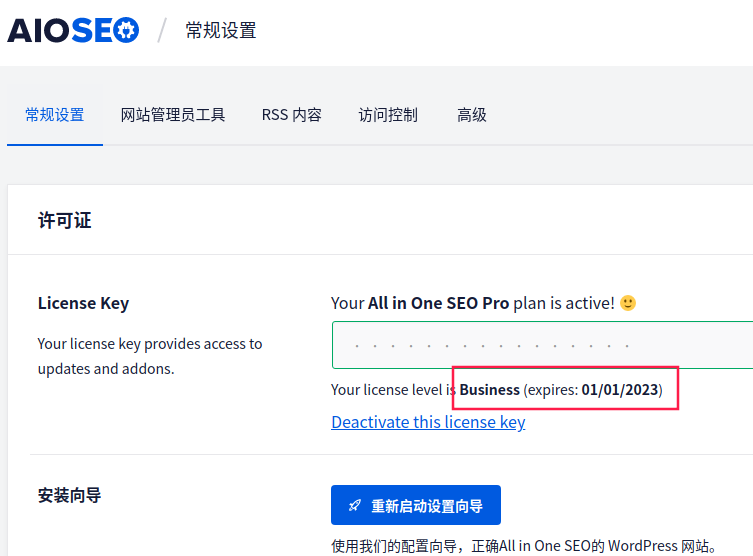 AIOSEO / 常规设置
常规设置 网站管理员工具 RSS 内容 访问控制 高级
许可证
License Key
Your All in One SEO Pro plan is active! 🙂
Your license key provides access to
updates and addons.
Your license level is Business (expires: 01/01/2023)
Deactivate this license key
安装向导
重新启动设置向导
使用我们的配置向导，正确All in One SEO的 WordPress 网站。